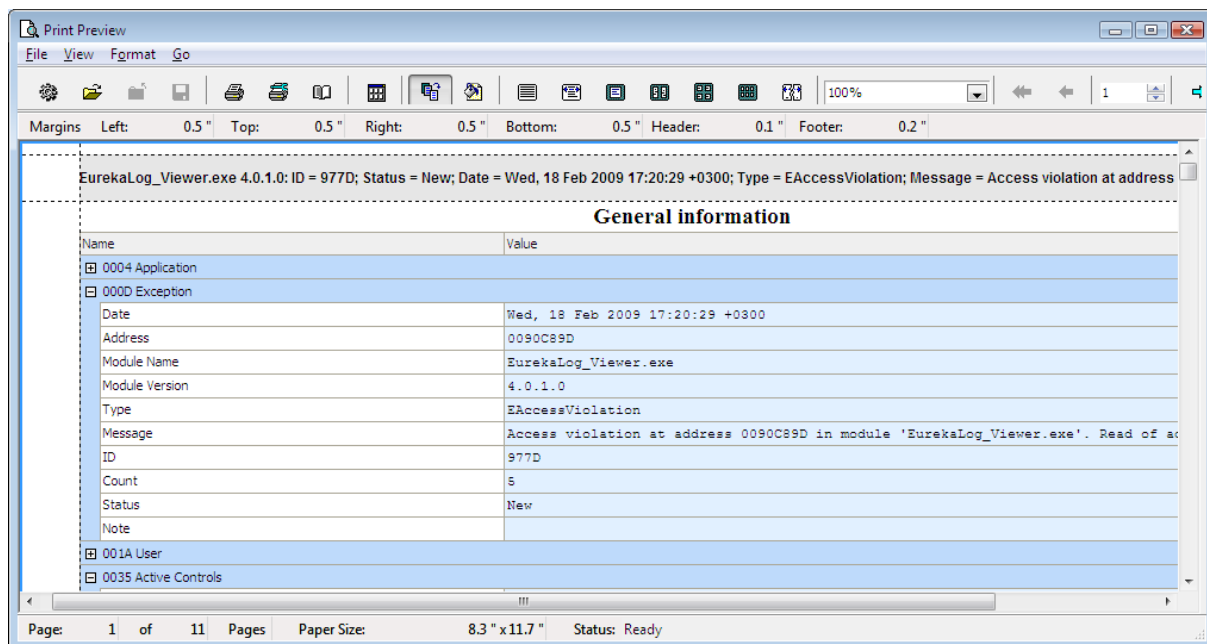 Print Preview
File View Format Go
100%
1
Margins Left: 0.5 " Top: 0.5 " Right: 0.5 " Bottom: 0.5 " Header: 0.1 " Footer: 0.2 "
EurekaLog_Viewer.exe 4.0.1.0: ID = 977D; Status = New; Date = Wed, 18 Feb 2009 17:20:29 +0300; Type = EAccessViolation; Message = Access violation at address
General information
Name Value
0004 Application
000D Exception
Date Wed, 18 Feb 2009 17:20:29 +0300
Address 0090C89D
Module Name EurekaLog_Viewer.exe
Module Version 4.0.1.0
Type EAccessViolation
Message Access violation at address 0090C89D in module 'EurekaLog_Viewer.exe'. Read of
ID 977D
Count 5
Status New
Note
001A User
0035 Active Controls
Page: 1 of 11 Pages Paper Size: 8.3 " x 11.7 " Status: Ready